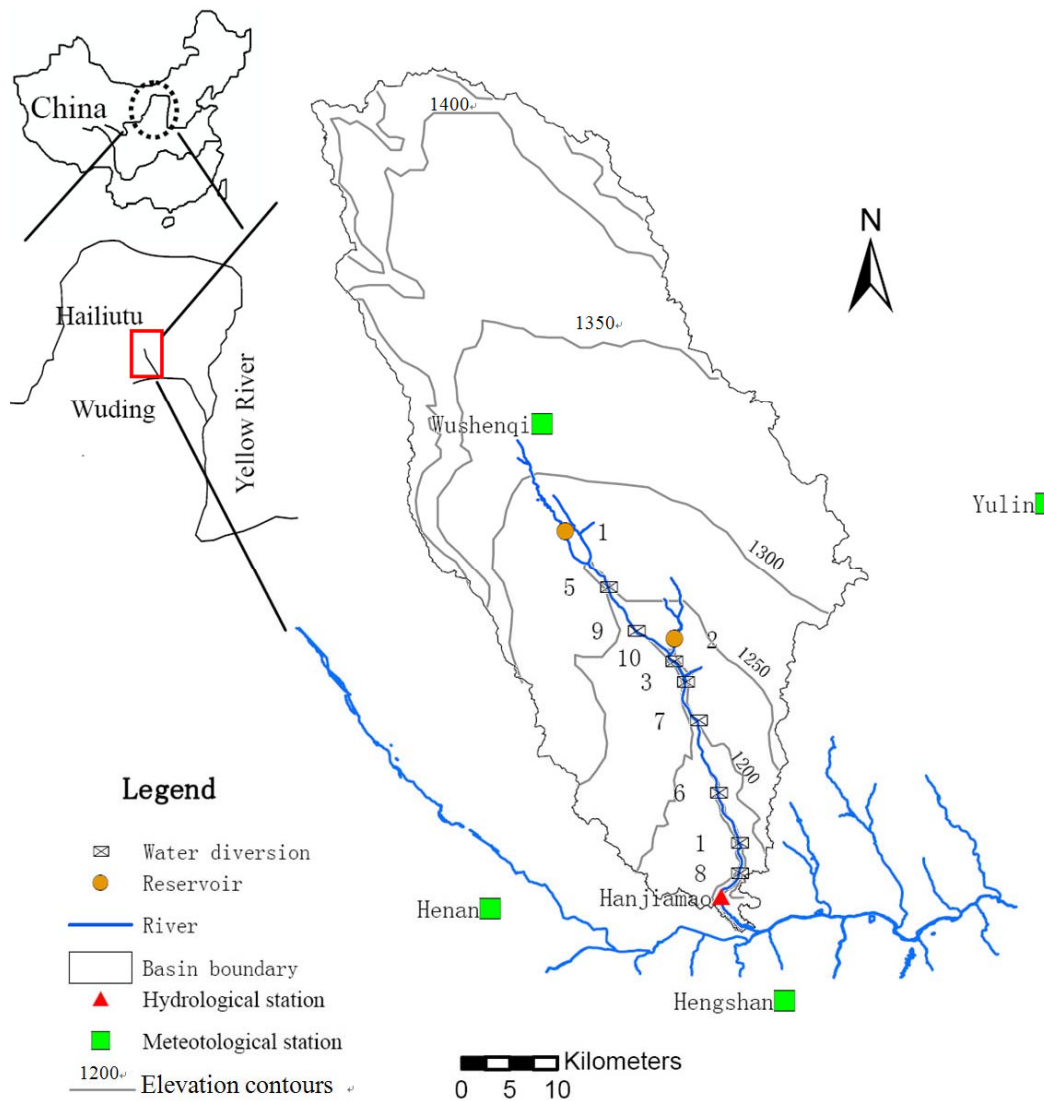 China
1400
N
1350
Hailiutu
Wuding
Yellow River
Wushenqi
Yulin
1300
1
5
9
2
10
1250
3
7
1200
6
1
8
Hanjiamao
Henan
Hengshan
Legend
Water diversion
Reservoir
River
Basin boundary
Hydrological station
Meteotological station
1200
Elevation contours
Kilometers
0 5 10